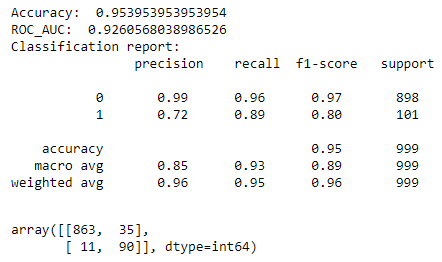 Accuracy:  0.953953953953954
ROC_AUC:  0.9260568038986526
Classification report:
              precision    recall  f1-score   support

           0       0.99      0.96      0.97       898
           1       0.72      0.89      0.80       101

    accuracy                           0.95       999
   macro avg       0.85      0.93      0.89       999
weighted avg       0.96      0.95      0.96       999

array([[863,  35],
       [ 11,  90]], dtype=int64)